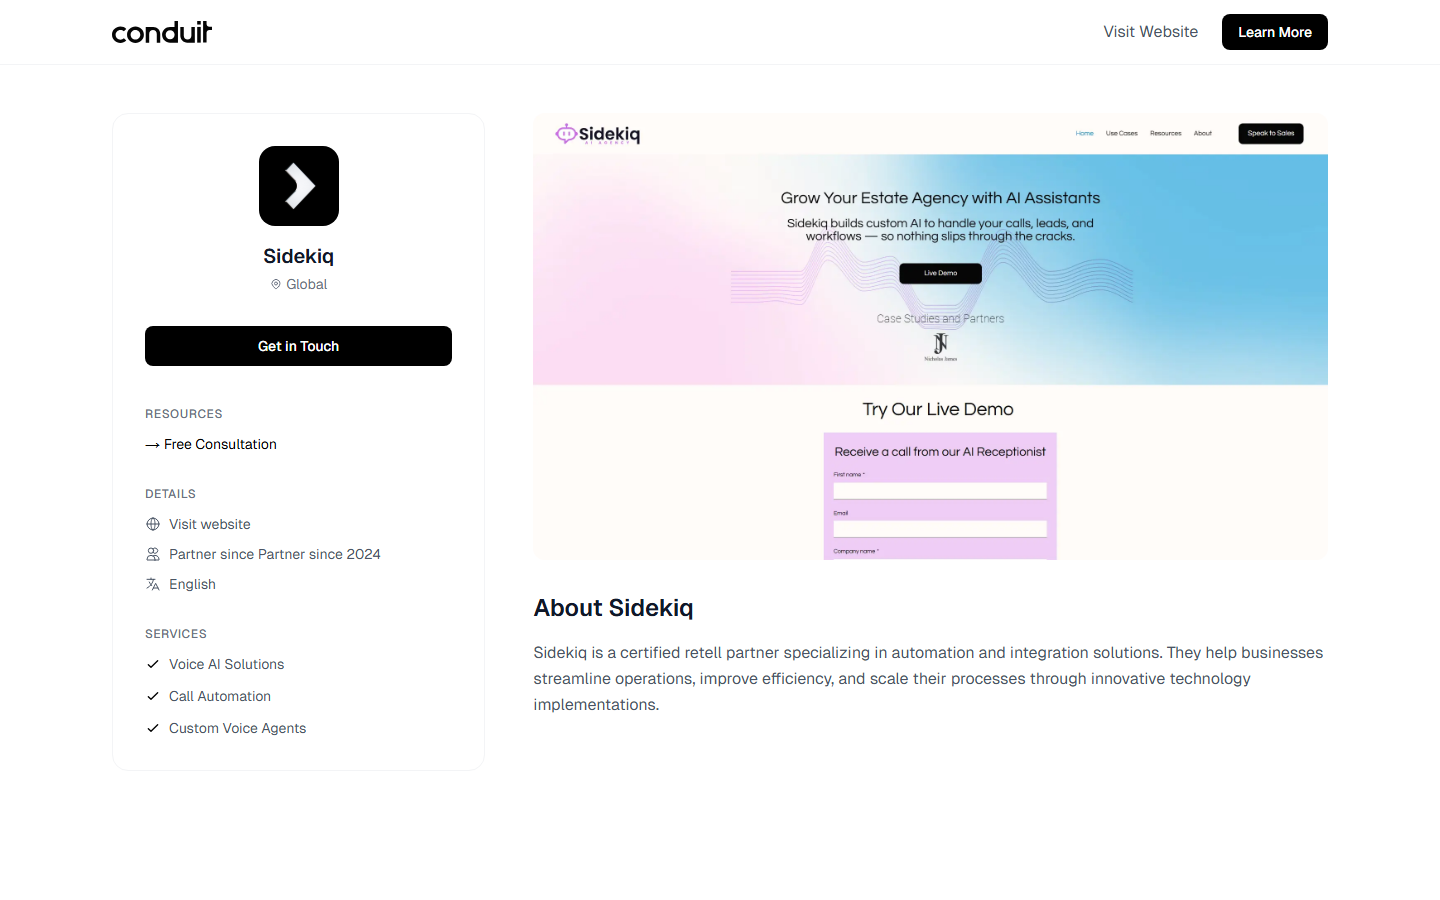 conduit
Visit Website
Learn More
Sidekiq
Global
Get in Touch
RESOURCES
→ Free Consultation
DETAILS
Visit website
Partner since Partner since 2024
English
SERVICES
Voice AI Solutions
Call Automation
Custom Voice Agents
Sidekiq
AI AGENCY
Home
Use Cases
Resources
About
Speak to Sales
Grow Your Estate Agency with AI Assistants
Sidekiq builds custom AI to handle your calls, leads, and
workflows — so nothing slips through the cracks.
Live Demo
Case Studies and Partners
JN
Nicholas James
Try Our Live Demo
Receive a call from our AI Receptionist
First name *
Email
Company name *
About Sidekiq
Sidekiq is a certified retell partner specializing in automation and integration solutions. They help businesses
streamline operations, improve efficiency, and scale their processes through innovative technology
implementations.